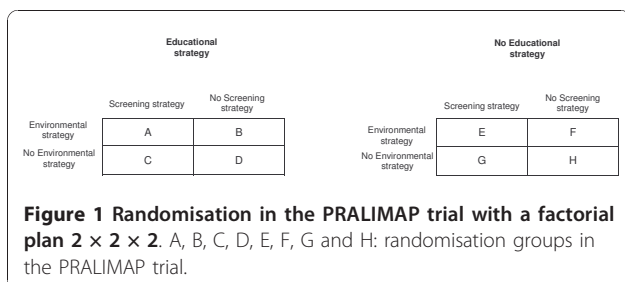 Educational
strategy
No Educational
strategy
Screening strategy
No Screening
strategy
Screening strategy
No Screening
strategy
Environmental
strategy
A
B
Environmental
strategy
E
F
No Environmental
strategy
C
D
No Environmental
strategy
G
H
Figure 1 Randomisation in the PRALIMAP trial with a factorial
plan 2 × 2 × 2. A, B, C, D, E, F, G and H: randomisation groups in
the PRALIMAP trial.